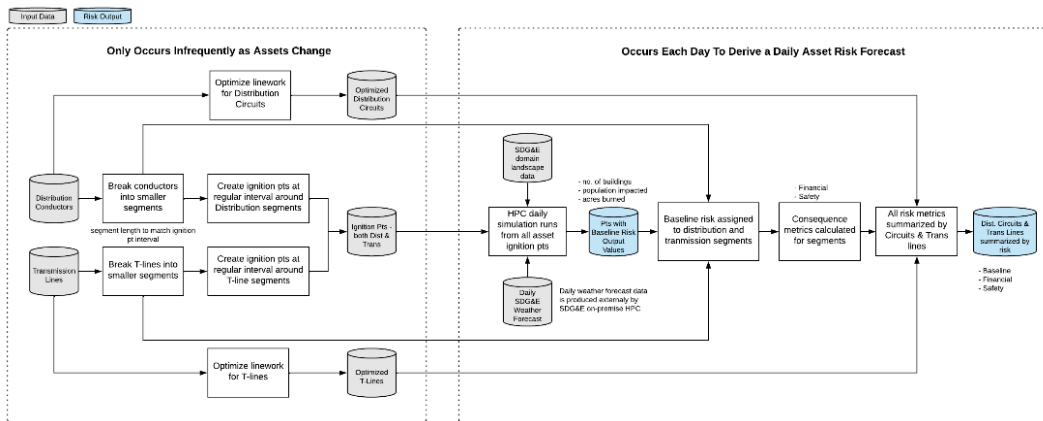 Input Data
Risk Output
Only Occurs Infrequently as Assets Change
Optimize linework
for Distribution
Circuits
Optimized
Distribution
Circuits
Distribution
Conductors
Break conductors
into smaller
segments
Create ignition pts at
regular interval around
Distribution segments
segment length to match ignition
pt interval
Ignition Pts -
both Dist &
Trans
Transmission
Lines
Break T-lines into
smaller segments
Create ignition pts at
regular interval around
T-line segments
Optimize linework
for T-lines
Optimized
T-Lines
Occurs Each Day To Derive a Daily Asset Risk Forecast
SDG&E
domain
landscape
data
- no. of buildings
- population impacted
- acres burned
HPC daily
simulation runs
from all asset
ignition pts
Pts with
Baseline Risk
Output
Values
Daily
SDG&E
Weather
Forecast
Daily weather forecast data
is produced externaly by
SDG&E on-premise HPC
Baseline risk assigned
to distribution and
tranmission segments
- Financial
- Safety
Consequence
metrics calculated
for segments
All risk metrics
summarized by
Circuits & Trans
lines
Dist. Circuits &
Trans Lines
summarized by
risk
- Baseline
- Financial
- Safety